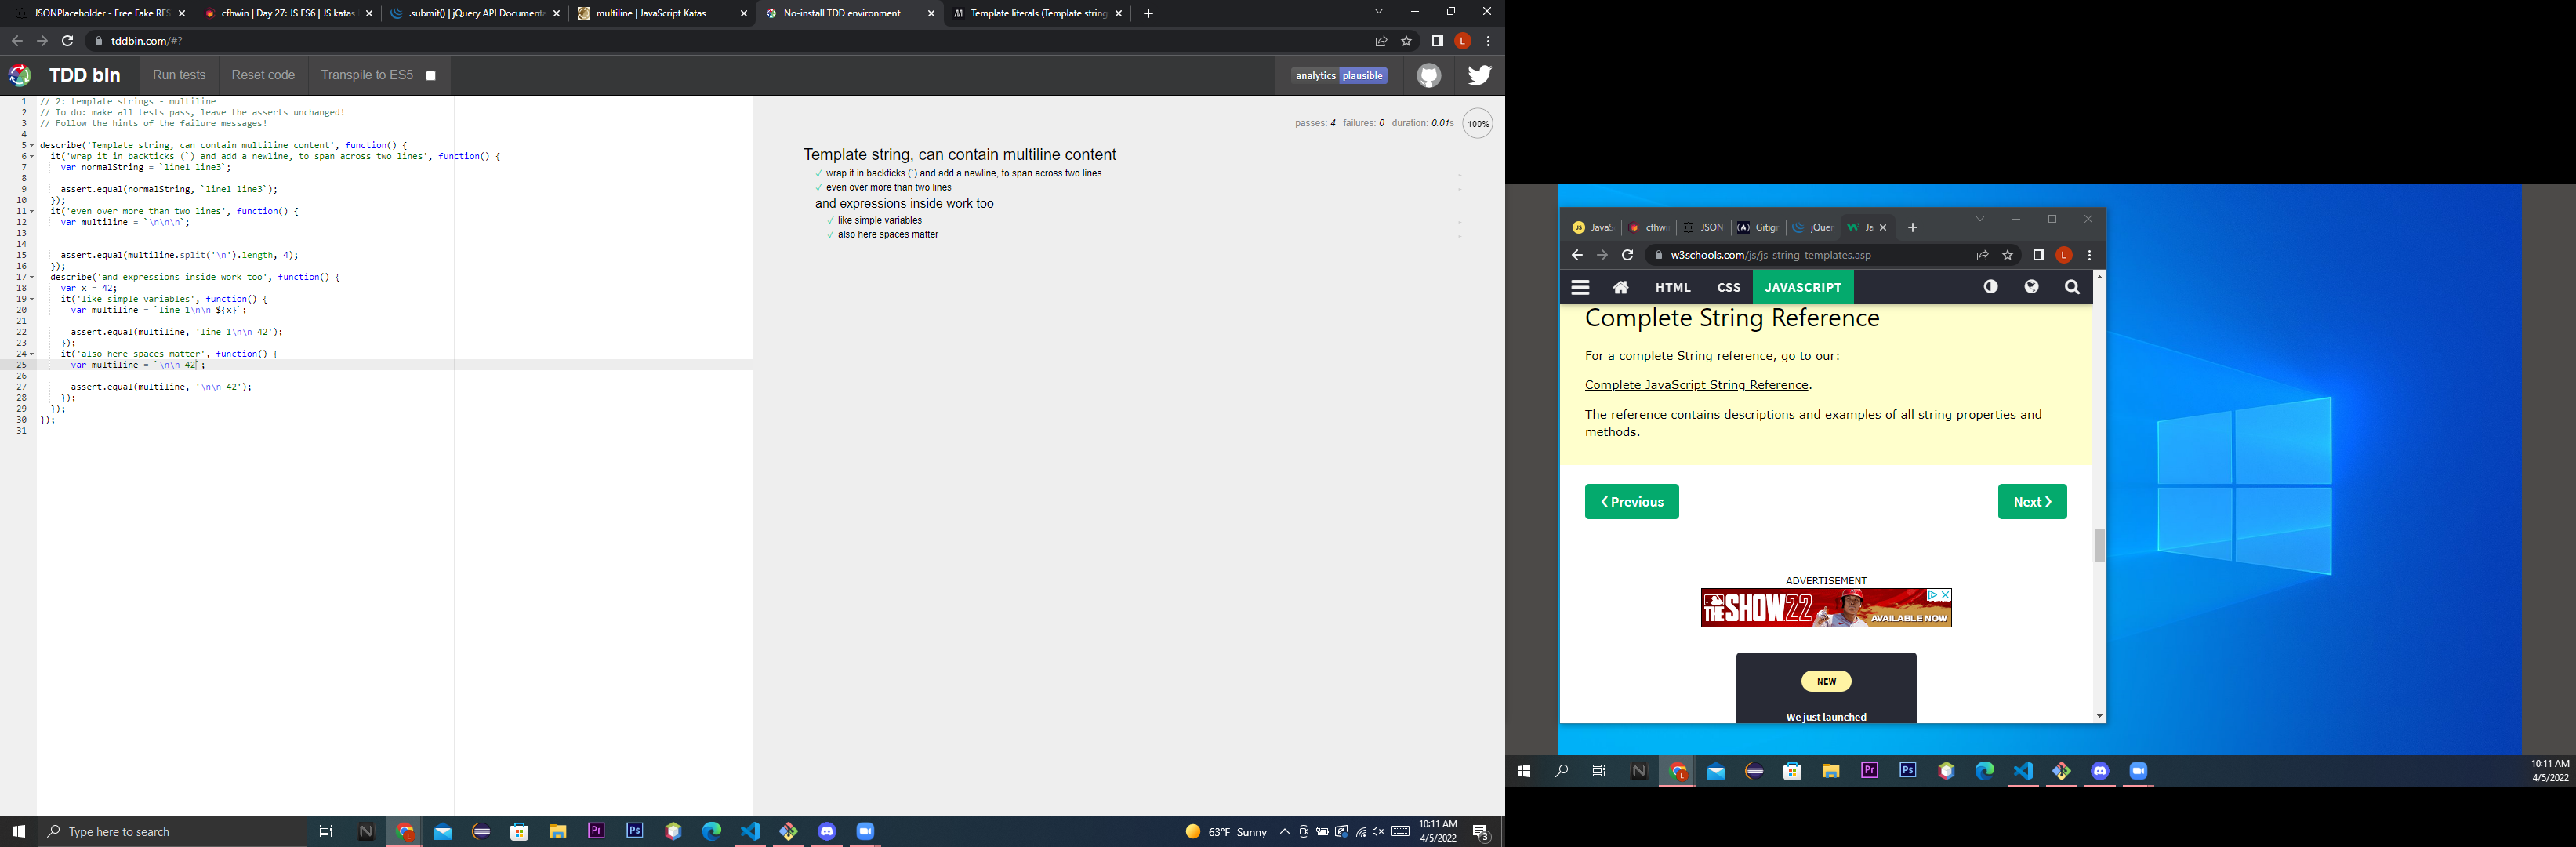 JSONPlaceholder - Free Fake RES
cfhwin | Day 27: JS ES6 | JS katas
.submit() | jQuery API Documenta
multiline | JavaScript Katas
No-install TDD environment
Template literals (Template string
tddbin.com/#?
L
TDD bin
Run tests
Reset code
Transpile to ES5
analytics plausible
1 // 2: template strings - multiline
2 // To do: make all tests pass, leave the asserts unchanged!
3 // Follow the hints of the failure messages!
4
5 describe('Template string, can contain multiline content', function() {
6 it('wrap it in backticks (`) and add a newline, to span across two lines', function() {
7 var normalString = `line1 line3`;
8
9 assert.equal(normalString, `line1 line3`);
10 });
11 it('even over more than two lines', function() {
12 var multiline = `\n\n\n`;
13
14
15 assert.equal(multiline.split('\n').length, 4);
16 });
17 describe('and expressions inside work too', function() {
18 var x = 42;
19 it('like simple variables', function() {
20 var multiline = `line 1\n\n ${x}`;
21
22 assert.equal(multiline, 'line 1\n\n 42');
23 });
24 it('also here spaces matter', function() {
25 var multiline = `\n\n 42`;
26
27 assert.equal(multiline, '\n\n 42');
28 });
29 });
30 });
31
passes: 4 failures: 0 duration: 0.01s 100%
Template string, can contain multiline content
✓ wrap it in backticks (`) and add a newline, to span across two lines
✓ even over more than two lines
and expressions inside work too
✓ like simple variables
✓ also here spaces matter
Type here to search
N
Pr
Ps
63°F Sunny
10:11 AM
4/5/2022
3
JS JavaS
cfhwi
JSON
Gitigr
jQuer
Ja
w3schools.com/js/js_string_templates.asp
L
HTML
CSS
JAVASCRIPT
Complete String Reference
For a complete String reference, go to our:
Complete JavaScript String Reference.
The reference contains descriptions and examples of all string properties and
methods.
❮ Previous
Next ❯
ADVERTISEMENT
THE SHOW 22
AVAILABLE NOW
NEW
We just launched
N
Pr
Ps
10:11 AM
4/5/2022